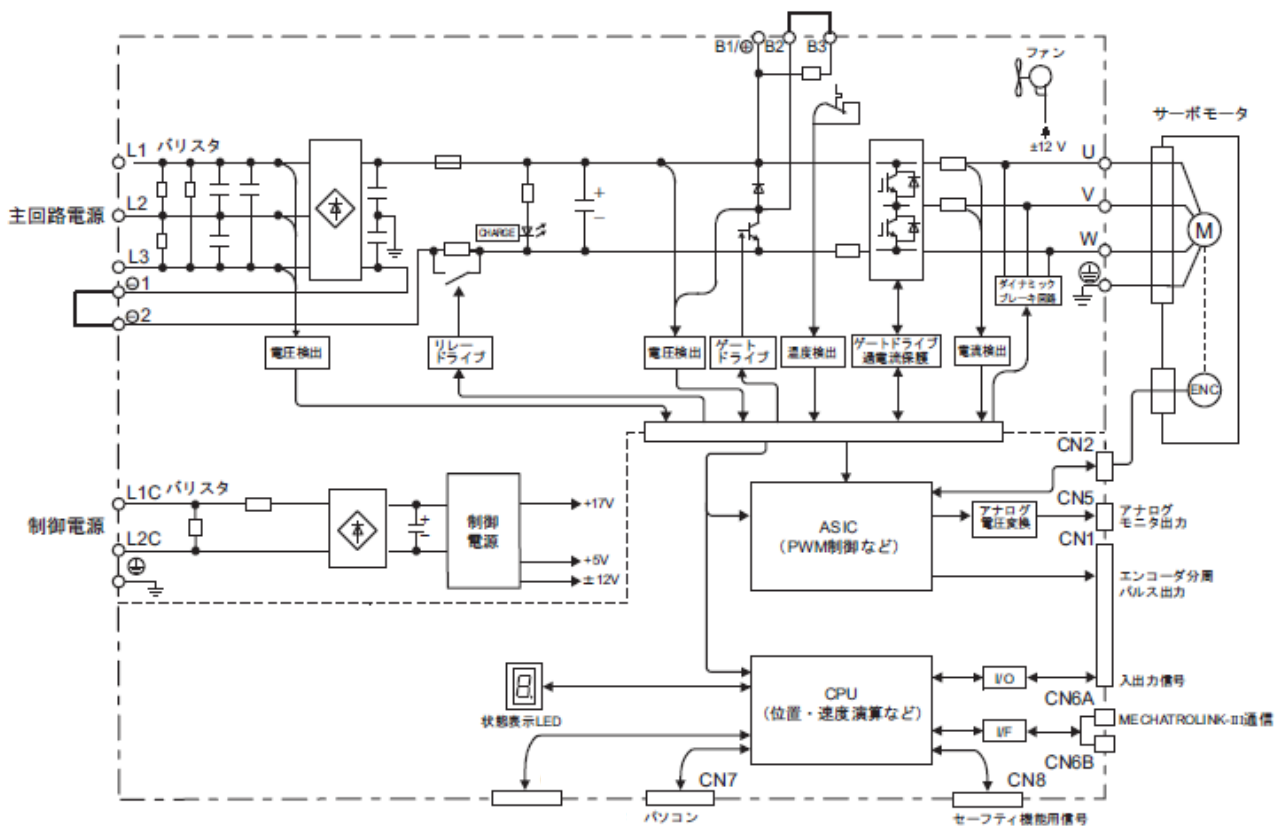 B1/⊕ B2 B3
ファン
±12 V
サーボモータ
L1 バリスタ
U
L2
V
主回路電源
CHARGE
+
−
W
M
L3
⊖1
ダイナミック
ブレーキ回路
⊖2
電圧検出
リレー
ドライブ
電圧検出
ゲート
ドライブ
温度検出
ゲートドライブ
過電流保護
電流検出
ENC
CN2
L1C バリスタ
制御電源
L2C
+
−
制御
電源
+17V
+5V
±12V
ASIC
(PWM制御など)
アナログ
電圧変換
CN5
アナログ
モニタ出力
CN1
エンコーダ分周
パルス出力
8.
状態表示LED
CPU
(位置・速度演算など)
I/O
入出力信号
CN6A
I/F
MECHATROLINK-III通信
CN6B
CN7
パソコン
CN8
セーフティ機能用信号